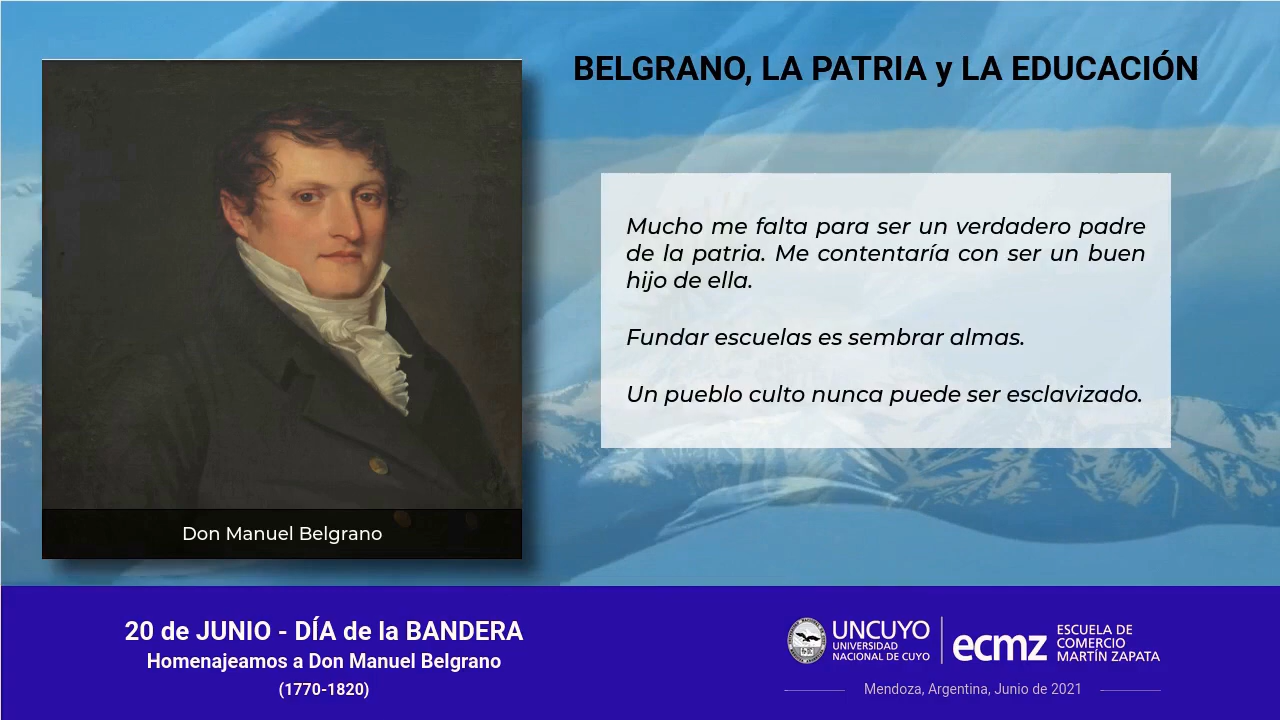 BELGRANO, LA PATRIA y LA EDUCACIÓN
Mucho me falta para ser un verdadero padre
de la patria. Me contentaría con ser un buen
hijo de ella.
Fundar escuelas es sembrar almas.
Un pueblo culto nunca puede ser esclavizado.
Don Manuel Belgrano
20 de JUNIO - DÍA de la BANDERA
Homenajeamos a Don Manuel Belgrano
(1770-1820)
UNCUYO
UNIVERSIDAD
NACIONAL DE CUYO
ecmz
ESCUELA DE
COMERCIO
MARTÍN ZAPATA
Mendoza, Argentina, Junio de 2021